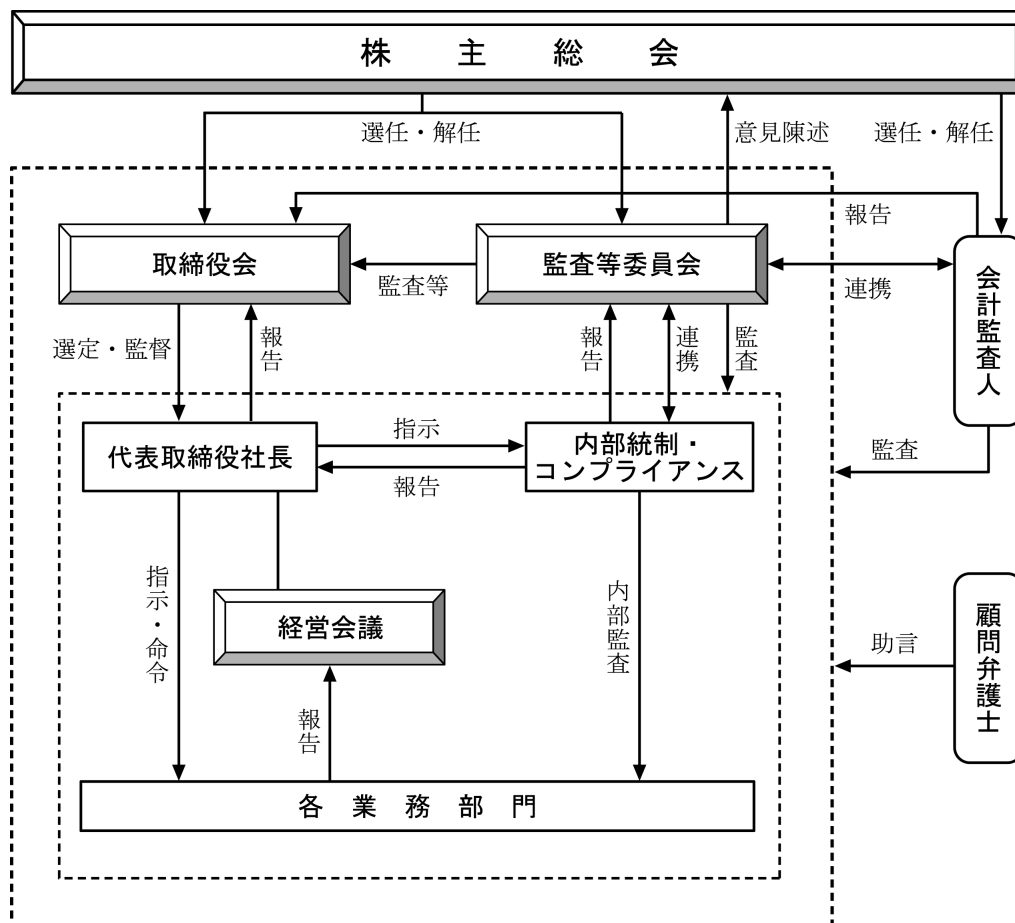 株主総会
選任・解任
意見陳述
選任・解任
報告
取締役会
監査等
監査等委員会
連携
会計監査人
選定・監督
報告
報告
連携
監査
代表取締役社長
指示
報告
内部統制・
コンプライアンス
監査
指示・命令
経営会議
内部監査
助言
顧問弁護士
報告
各業務部門